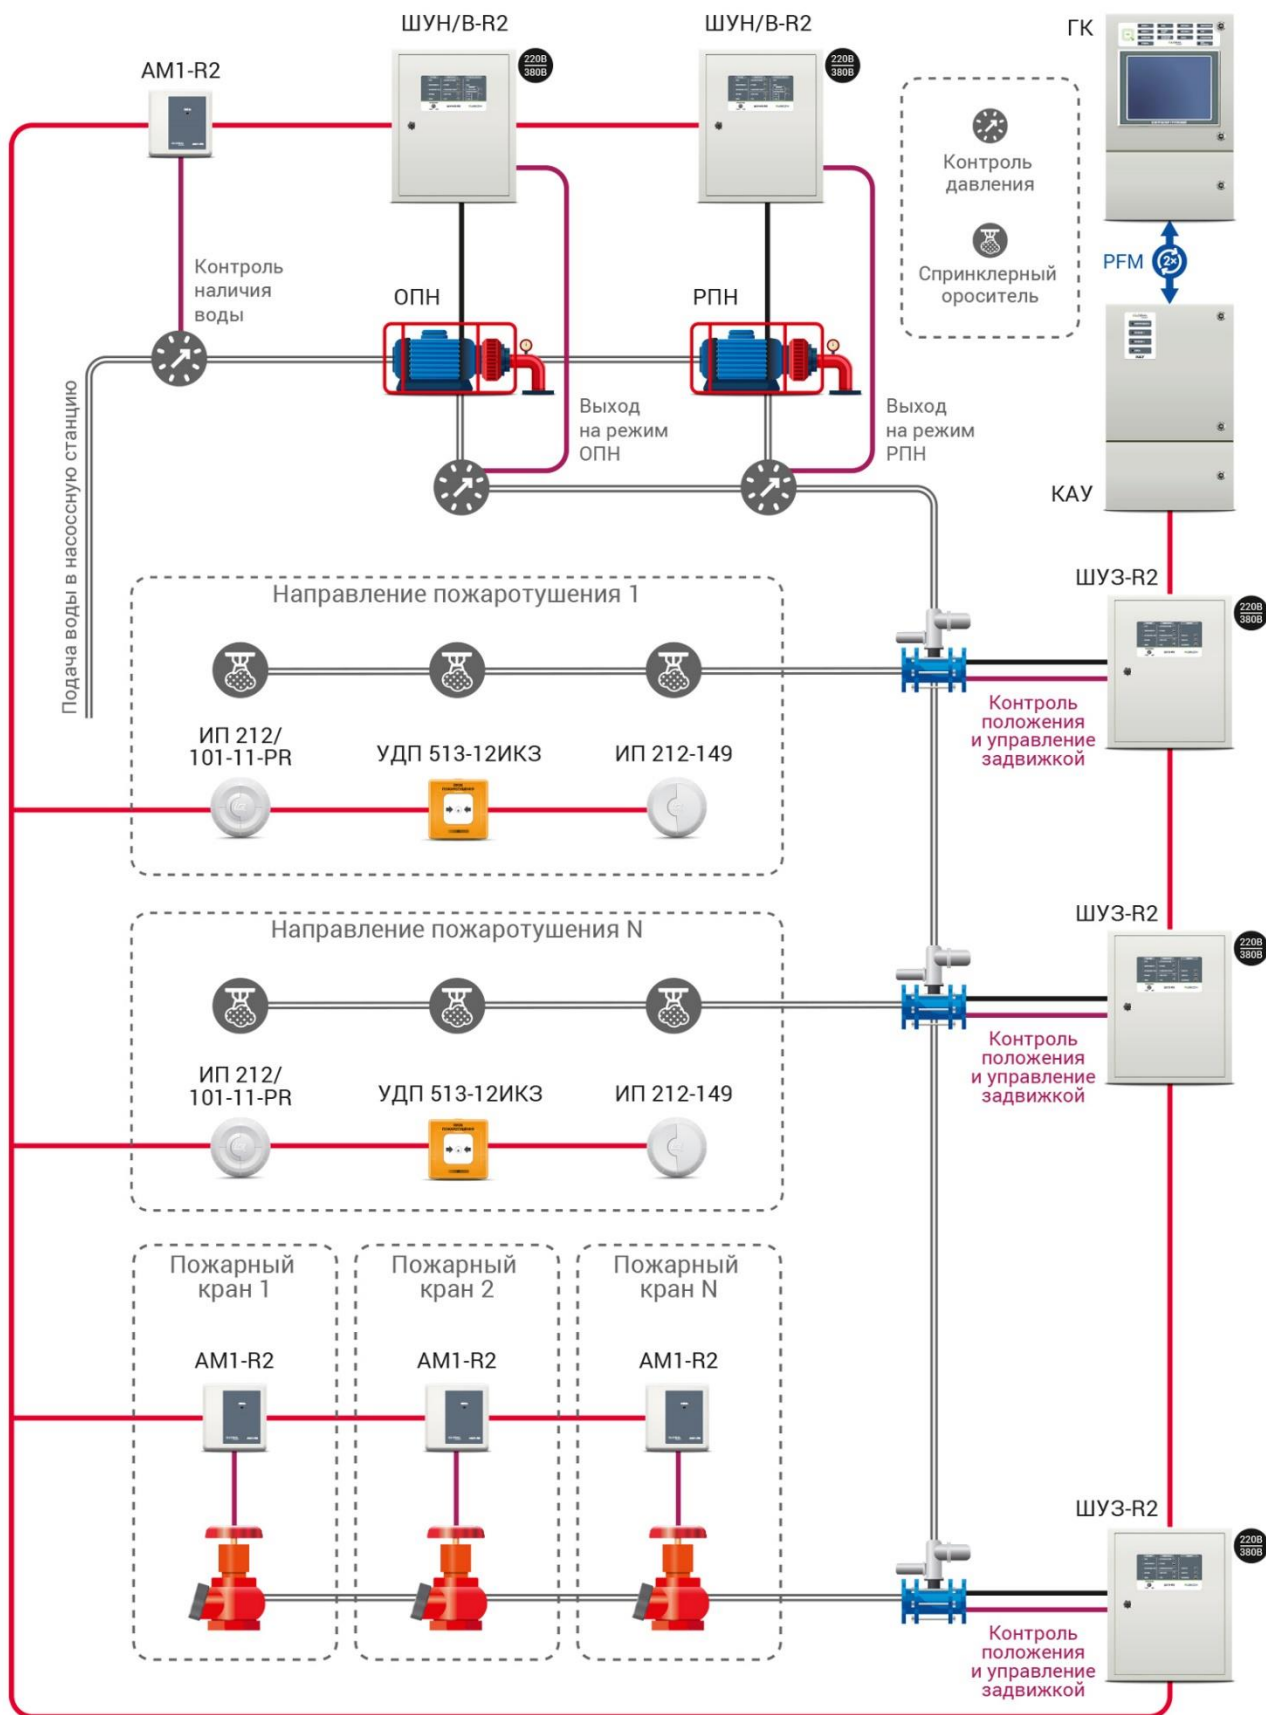 ШУН/В-R2
ШУН/В-R2
ГК
АМ1-R2
220В
380В
220В
380В
Контроль
давления
Спринклерный
ороситель
PFM
2×
Контроль
наличия
воды
ОПН
РПН
Выход
на режим
ОПН
Выход
на режим
РПН
КАУ
Подача воды в насоссную станцию
ШУЗ-R2
220В
380В
Направление пожаротушения 1
Контроль
положения
и управление
задвижкой
ИП 212/
101-11-PR
УДП 513-12ИКЗ
ИП 212-149
ШУЗ-R2
220В
380В
Направление пожаротушения N
Контроль
положения
и управление
задвижкой
ИП 212/
101-11-PR
УДП 513-12ИКЗ
ИП 212-149
Пожарный
кран 1
Пожарный
кран 2
Пожарный
кран N
АМ1-R2
АМ1-R2
АМ1-R2
ШУЗ-R2
220В
380В
Контроль
положения
и управление
задвижкой